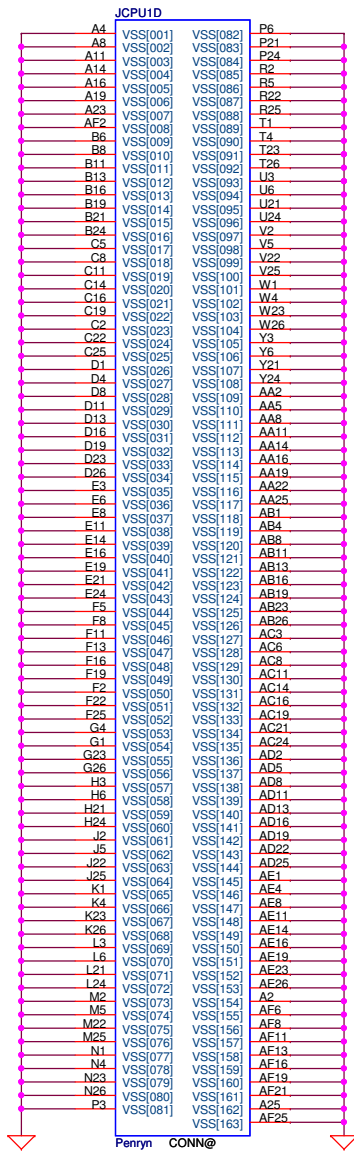 JCPU1D
A4 VSS[001] VSS[082] P6
A8 VSS[002] VSS[083] P21
A11 VSS[003] VSS[084] P24
A14 VSS[004] VSS[085] R2
A16 VSS[005] VSS[086] R5
A19 VSS[006] VSS[087] R22
A23 VSS[007] VSS[088] R25
AF2 VSS[008] VSS[089] T1
B6 VSS[009] VSS[090] T4
B8 VSS[010] VSS[091] T23
B11 VSS[011] VSS[092] T26
B13 VSS[012] VSS[093] U3
B16 VSS[013] VSS[094] U6
B19 VSS[014] VSS[095] U21
B21 VSS[015] VSS[096] U24
B24 VSS[016] VSS[097] V2
C5 VSS[017] VSS[098] V5
C8 VSS[018] VSS[099] V22
C11 VSS[019] VSS[100] V25
C14 VSS[020] VSS[101] W1
C16 VSS[021] VSS[102] W4
C19 VSS[022] VSS[103] W23
C2 VSS[023] VSS[104] W26
C22 VSS[024] VSS[105] Y3
C25 VSS[025] VSS[106] Y6
D1 VSS[026] VSS[107] Y21
D4 VSS[027] VSS[108] Y24
D8 VSS[028] VSS[109] AA2
D11 VSS[029] VSS[110] AA5
D13 VSS[030] VSS[111] AA8
D16 VSS[031] VSS[112] AA11
D19 VSS[032] VSS[113] AA14
D23 VSS[033] VSS[114] AA16
D26 VSS[034] VSS[115] AA19
E3 VSS[035] VSS[116] AA22
E6 VSS[036] VSS[117] AA25
E8 VSS[037] VSS[118] AB1
E11 VSS[038] VSS[119] AB4
E14 VSS[039] VSS[120] AB8
E16 VSS[040] VSS[121] AB11
E19 VSS[041] VSS[122] AB13
E21 VSS[042] VSS[123] AB16
E24 VSS[043] VSS[124] AB19
F5 VSS[044] VSS[125] AB23
F8 VSS[045] VSS[126] AB26
F11 VSS[046] VSS[127] AC3
F13 VSS[047] VSS[128] AC6
F16 VSS[048] VSS[129] AC8
F19 VSS[049] VSS[130] AC11
F2 VSS[050] VSS[131] AC14
F22 VSS[051] VSS[132] AC16
F25 VSS[052] VSS[133] AC19
G4 VSS[053] VSS[134] AC21
G1 VSS[054] VSS[135] AC24
G23 VSS[055] VSS[136] AD2
G26 VSS[056] VSS[137] AD5
H3 VSS[057] VSS[138] AD8
H6 VSS[058] VSS[139] AD11
H21 VSS[059] VSS[140] AD13
H24 VSS[060] VSS[141] AD16
J2 VSS[061] VSS[142] AD19
J5 VSS[062] VSS[143] AD22
J22 VSS[063] VSS[144] AD25
J25 VSS[064] VSS[145] AE1
K1 VSS[065] VSS[146] AE4
K4 VSS[066] VSS[147] AE8
K23 VSS[067] VSS[148] AE11
K26 VSS[068] VSS[149] AE14
L3 VSS[069] VSS[150] AE16
L6 VSS[070] VSS[151] AE19
L21 VSS[071] VSS[152] AE23
L24 VSS[072] VSS[153] AE26
M2 VSS[073] VSS[154] A2
M5 VSS[074] VSS[155] AF6
M22 VSS[075] VSS[156] AF8
M25 VSS[076] VSS[157] AF11
N1 VSS[077] VSS[158] AF13
N4 VSS[078] VSS[159] AF16
N23 VSS[079] VSS[160] AF19
N26 VSS[080] VSS[161] AF21
P3 VSS[081] VSS[162] A25
VSS[163] AF25
Penryn CONN@